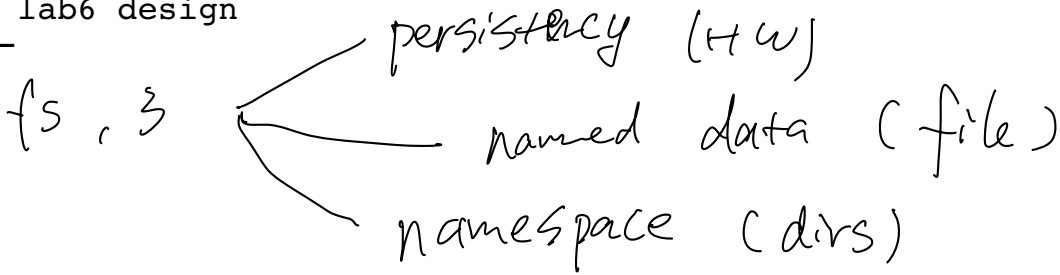 lab6 design
persistency (HW)
fs, 3
named data (file)
namespace (dirs)